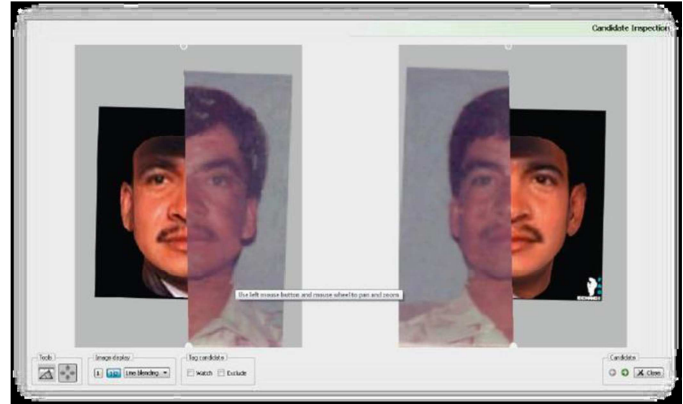 Candidate Inspection
Use left mouse button and mouse wheel to pan and zoom
Tools
Image display
Tag candidate
Candidate
1
Line Blending
Watch
Exclude
Close